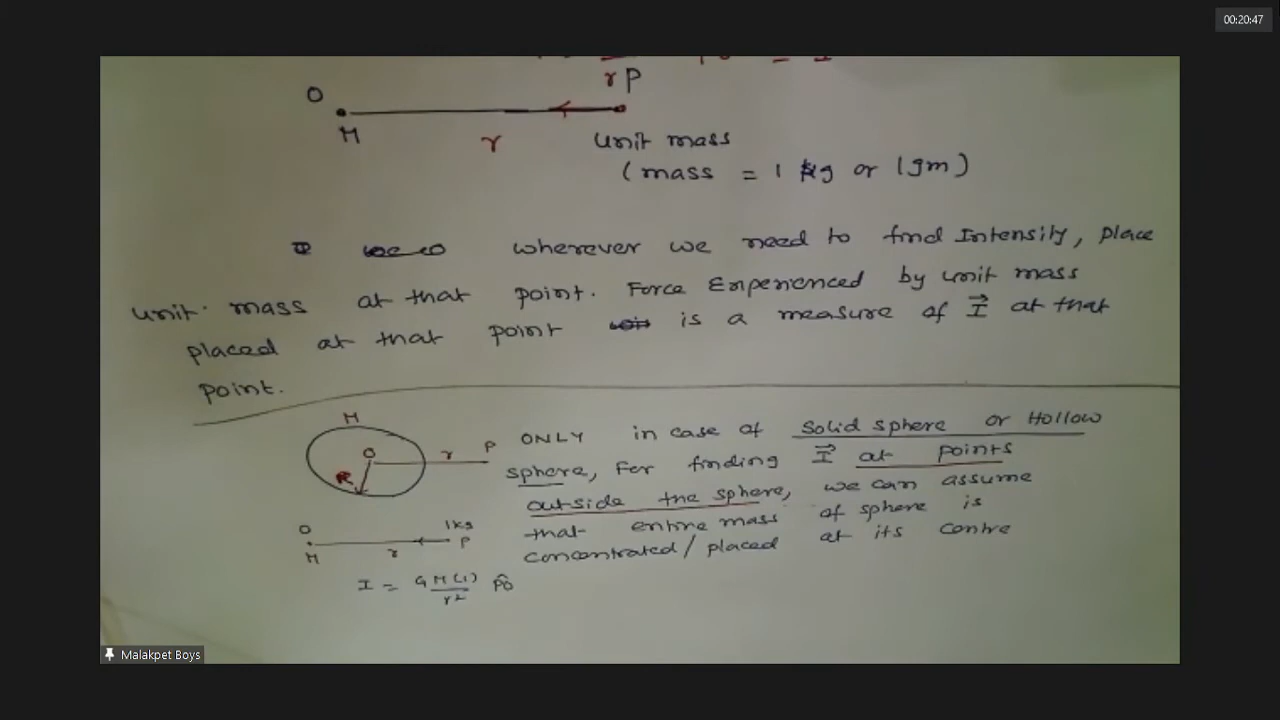 00:20:47
r P
O
M
r
unit mass
(mass = 1 kg or 1gm)
wherever we need to find Intensity, place
unit mass at that point. Force Experienced by unit mass
placed at that point is a measure of I⃗ at that
point.
M
O
r
P
R
ONLY in case of solid sphere or Hollow
sphere, For finding I⃗ at points
outside the sphere, we can assume
that entire mass of sphere is
concentrated/placed at its centre
O
M
r
1kg
P
I = GM(1)/r² PÔ
Malakpet Boys